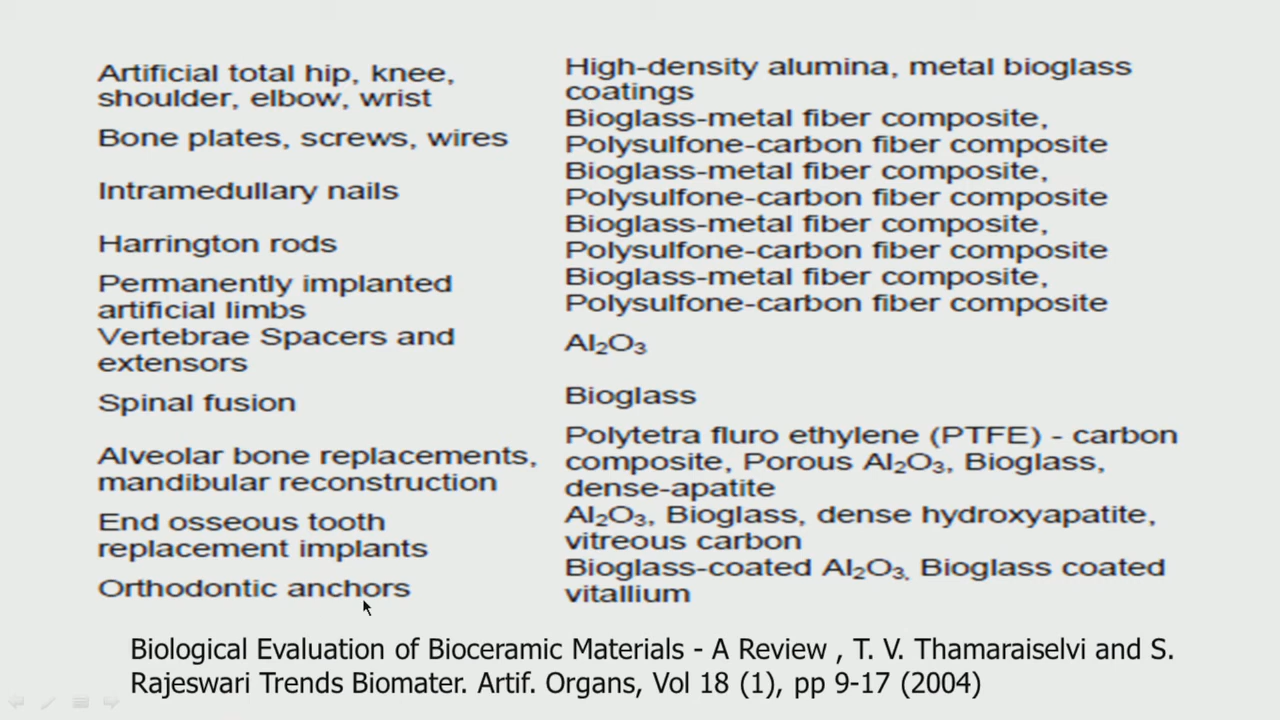 Artificial total hip, knee,
shoulder, elbow, wrist
High-density alumina, metal bioglass
coatings
Bone plates, screws, wires
Bioglass-metal fiber composite,
Polysulfone-carbon fiber composite
Intramedullary nails
Bioglass-metal fiber composite,
Polysulfone-carbon fiber composite
Harrington rods
Bioglass-metal fiber composite,
Polysulfone-carbon fiber composite
Permanently implanted
artificial limbs
Bioglass-metal fiber composite,
Polysulfone-carbon fiber composite
Vertebrae Spacers and
extensors
Al₂O₃
Spinal fusion
Bioglass
Alveolar bone replacements,
mandibular reconstruction
Polytetra fluro ethylene (PTFE) - carbon
composite, Porous Al₂O₃, Bioglass,
dense-apatite
End osseous tooth
replacement implants
Al₂O₃, Bioglass, dense hydroxyapatite,
vitreous carbon
Orthodontic anchors
Bioglass-coated Al₂O₃, Bioglass coated
vitallium
Biological Evaluation of Bioceramic Materials - A Review , T. V. Thamaraiselvi and S.
Rajeswari Trends Biomater. Artif. Organs, Vol 18 (1), pp 9-17 (2004)